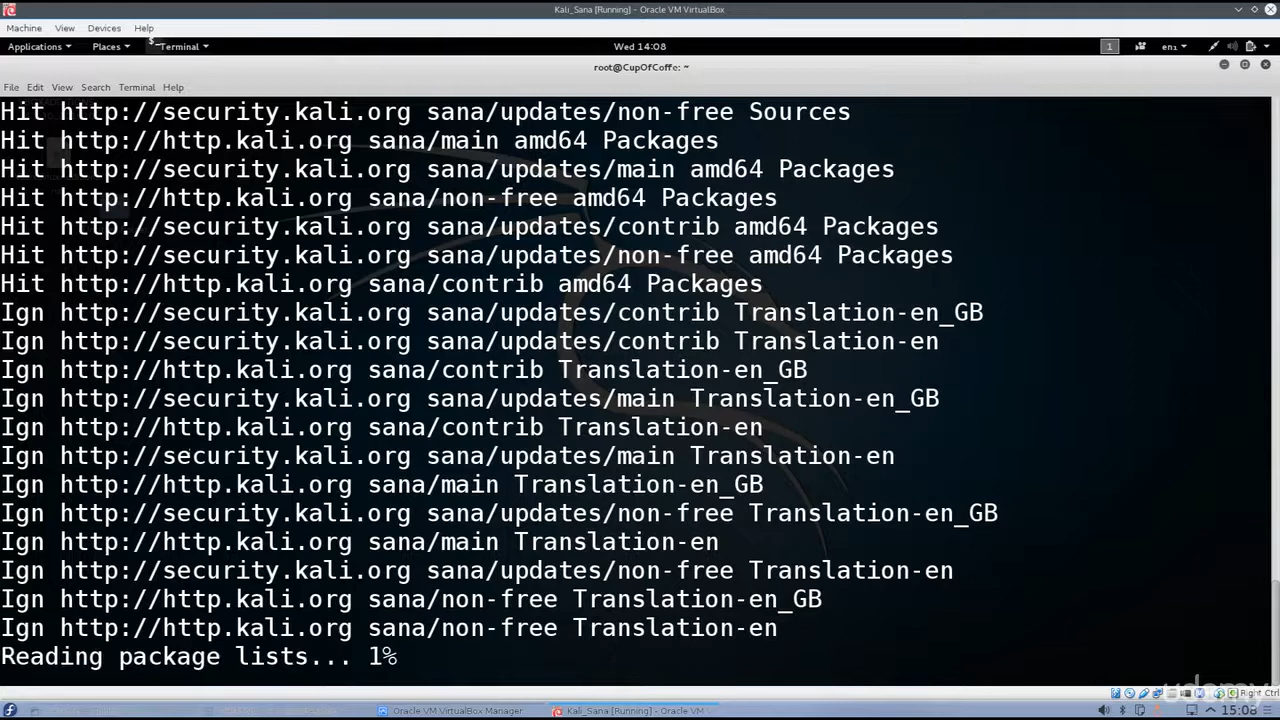 Kali_Sana [Running] - Oracle VM VirtualBox
Machine View Devices Help
Applications Places Terminal Wed 14:08 1 en1
root@CupOfCoffe: ~
File Edit View Search Terminal Help
Hit http://security.kali.org sana/updates/non-free Sources
Hit http://http.kali.org sana/main amd64 Packages
Hit http://security.kali.org sana/updates/main amd64 Packages
Hit http://http.kali.org sana/non-free amd64 Packages
Hit http://security.kali.org sana/updates/contrib amd64 Packages
Hit http://security.kali.org sana/updates/non-free amd64 Packages
Hit http://http.kali.org sana/contrib amd64 Packages
Ign http://security.kali.org sana/updates/contrib Translation-en_GB
Ign http://security.kali.org sana/updates/contrib Translation-en
Ign http://http.kali.org sana/contrib Translation-en_GB
Ign http://security.kali.org sana/updates/main Translation-en_GB
Ign http://http.kali.org sana/contrib Translation-en
Ign http://security.kali.org sana/updates/main Translation-en
Ign http://http.kali.org sana/main Translation-en_GB
Ign http://security.kali.org sana/updates/non-free Translation-en_GB
Ign http://http.kali.org sana/main Translation-en
Ign http://security.kali.org sana/updates/non-free Translation-en
Ign http://http.kali.org sana/non-free Translation-en_GB
Ign http://http.kali.org sana/non-free Translation-en
Reading package lists... 1%
udemy
Right Ctrl
Oracle VM VirtualBox Manager Kali_Sana [Running] - Oracle VM V 15:08